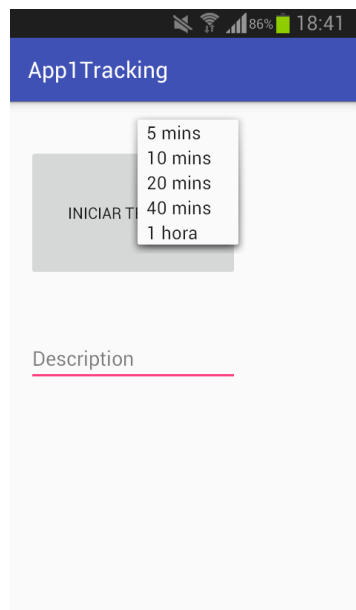 86% 18:41
App1Tracking
5 mins
10 mins
20 mins
40 mins
1 hora
INICIAR
Description